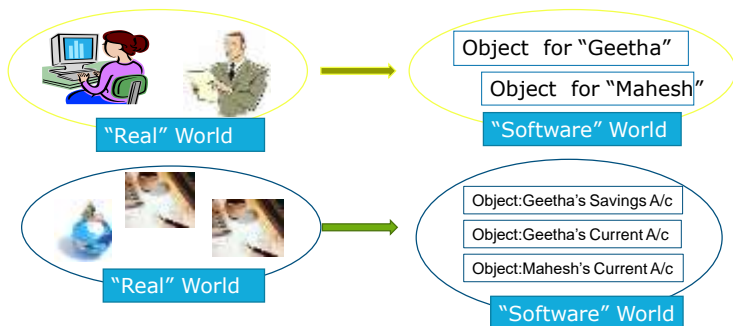 Object for “Geetha”
Object for “Mahesh”
“Real” World
“Software” World
Object:Geetha’s Savings A/c
Object:Geetha’s Current A/c
Object:Mahesh’s Current A/c
“Real” World
“Software” World